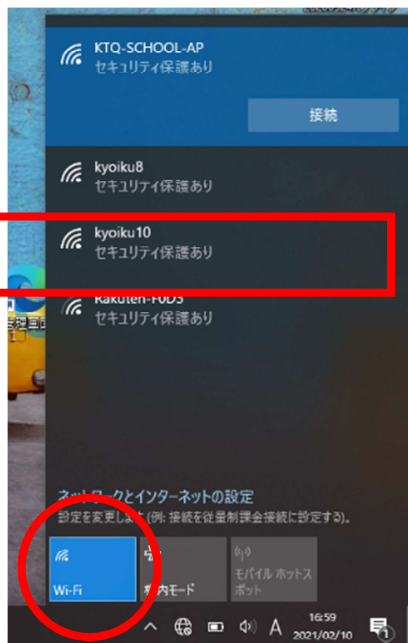 KTQ-SCHOOL-AP
セキュリティ保護あり
接続
kyoiku8
セキュリティ保護あり
kyoiku10
セキュリティ保護あり
Rakuten-F0D3
セキュリティ保護あり
ネットワークとインターネットの設定
設定を変更します (例: 接続を従量制課金接続に設定する)。
Wi-Fi
機内モード
モバイル ホットス
ポット
A
16:59
2021/02/10
1